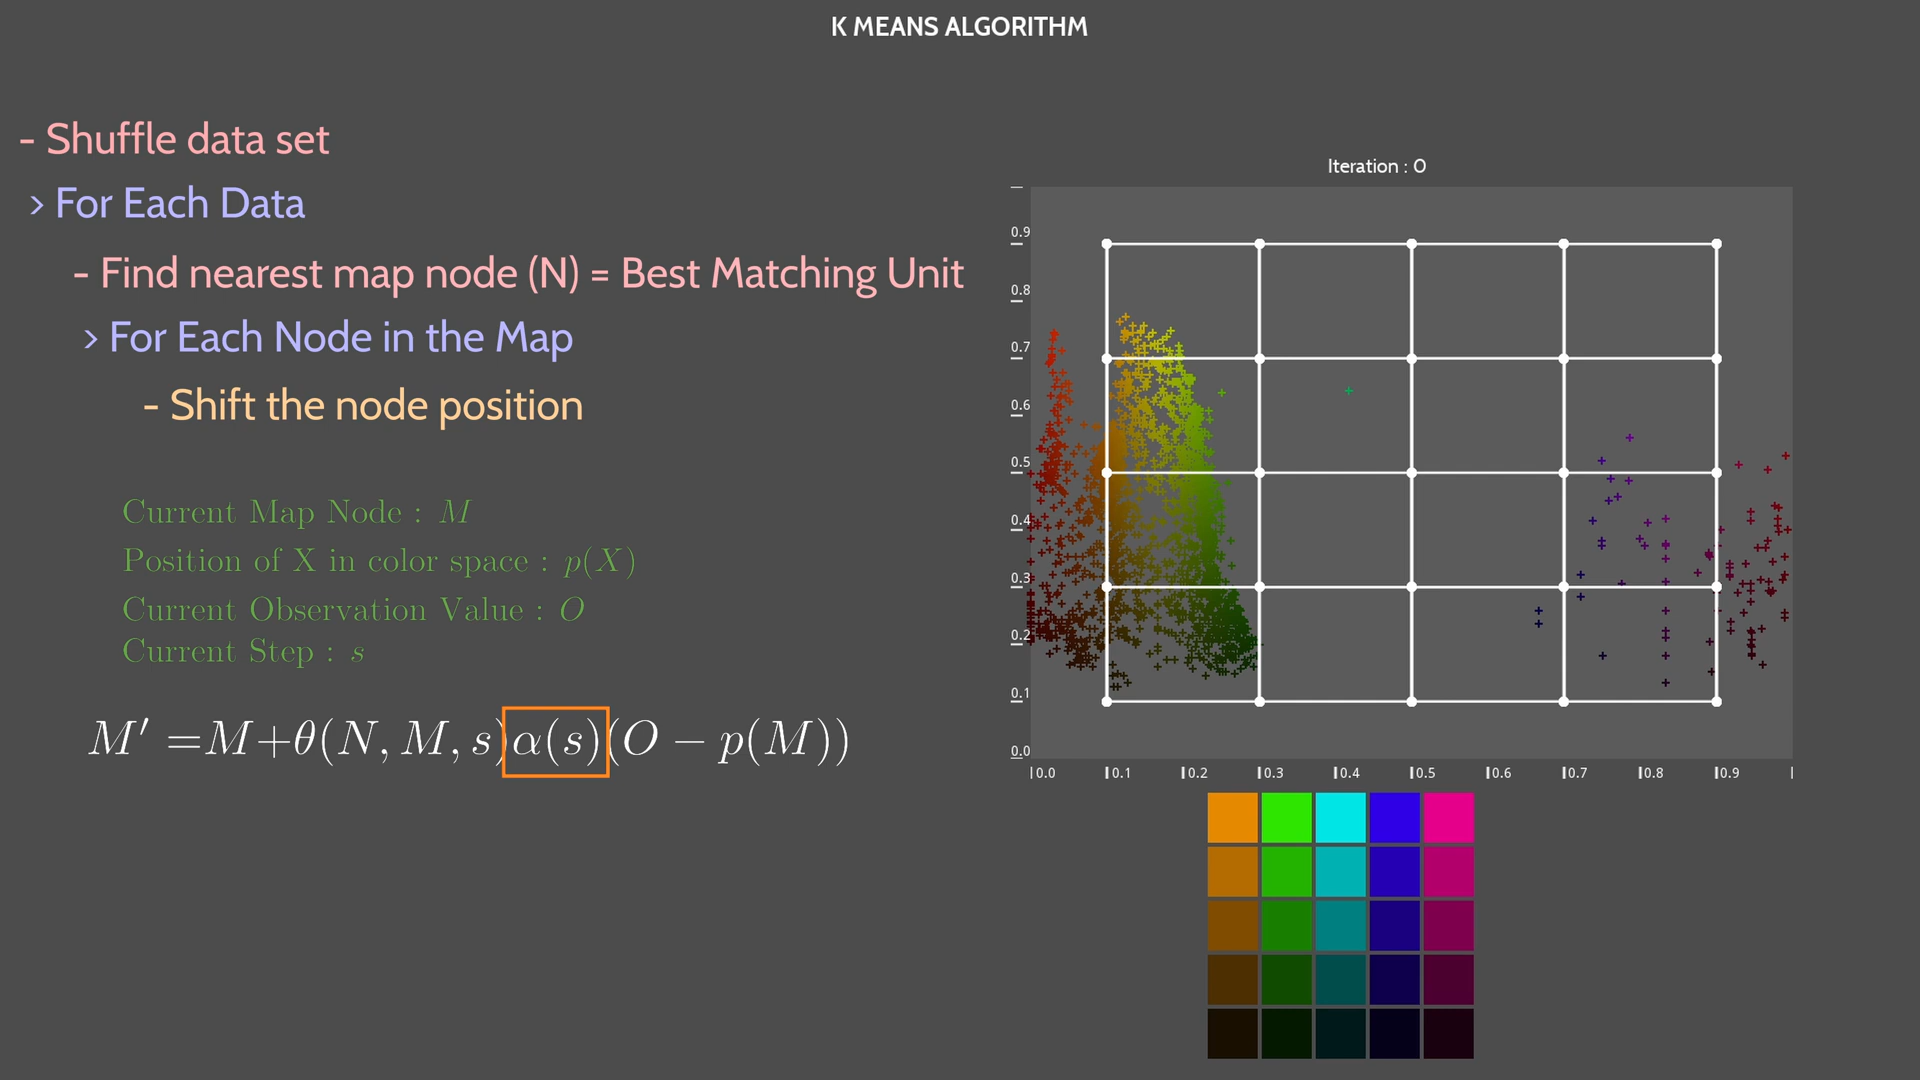 K MEANS ALGORITHM
- Shuffle data set
> For Each Data
- Find nearest map node (N) = Best Matching Unit
> For Each Node in the Map
- Shift the node position
Current Map Node : M
Position of X in color space : p(X)
Current Observation Value : O
Current Step : s
M′ =M+θ(N, M, s)α(s)(O − p(M))
Iteration : 0
0.9
0.8
0.7
0.6
0.5
0.4
0.3
0.2
0.1
0.0
0.0 0.1 0.2 0.3 0.4 0.5 0.6 0.7 0.8 0.9